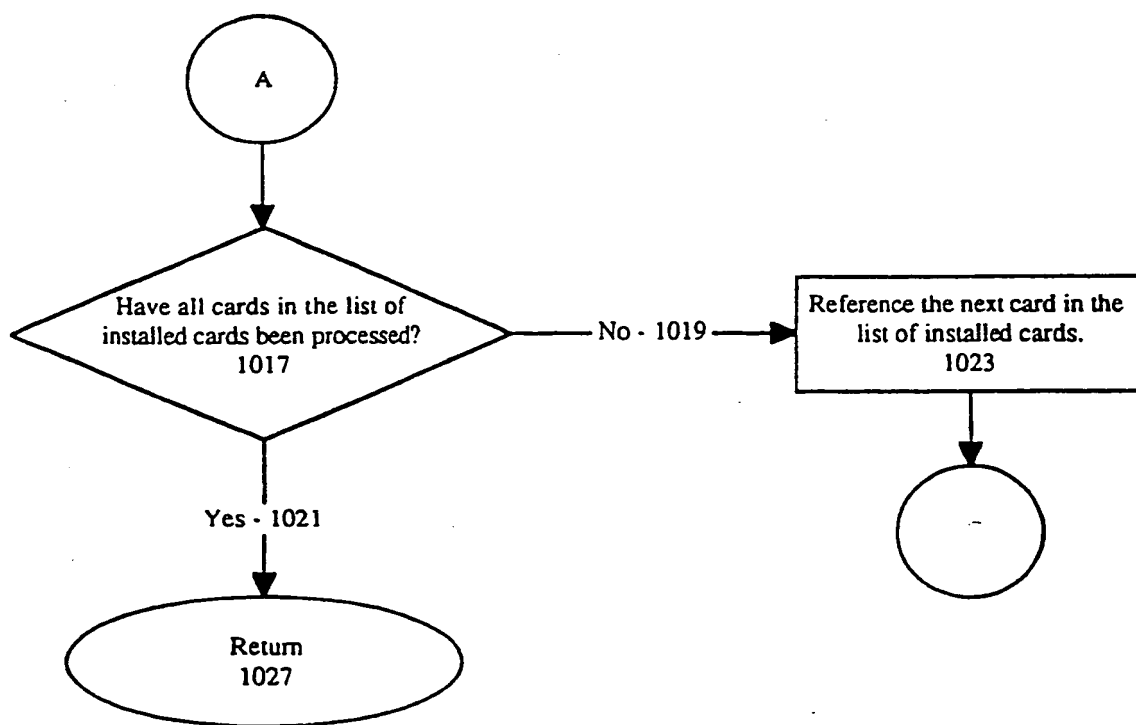 A
Have all cards in the list of
installed cards been processed?
1017
No - 1019
Reference the next card in the
list of installed cards.
1023
Yes - 1021
Return
1027